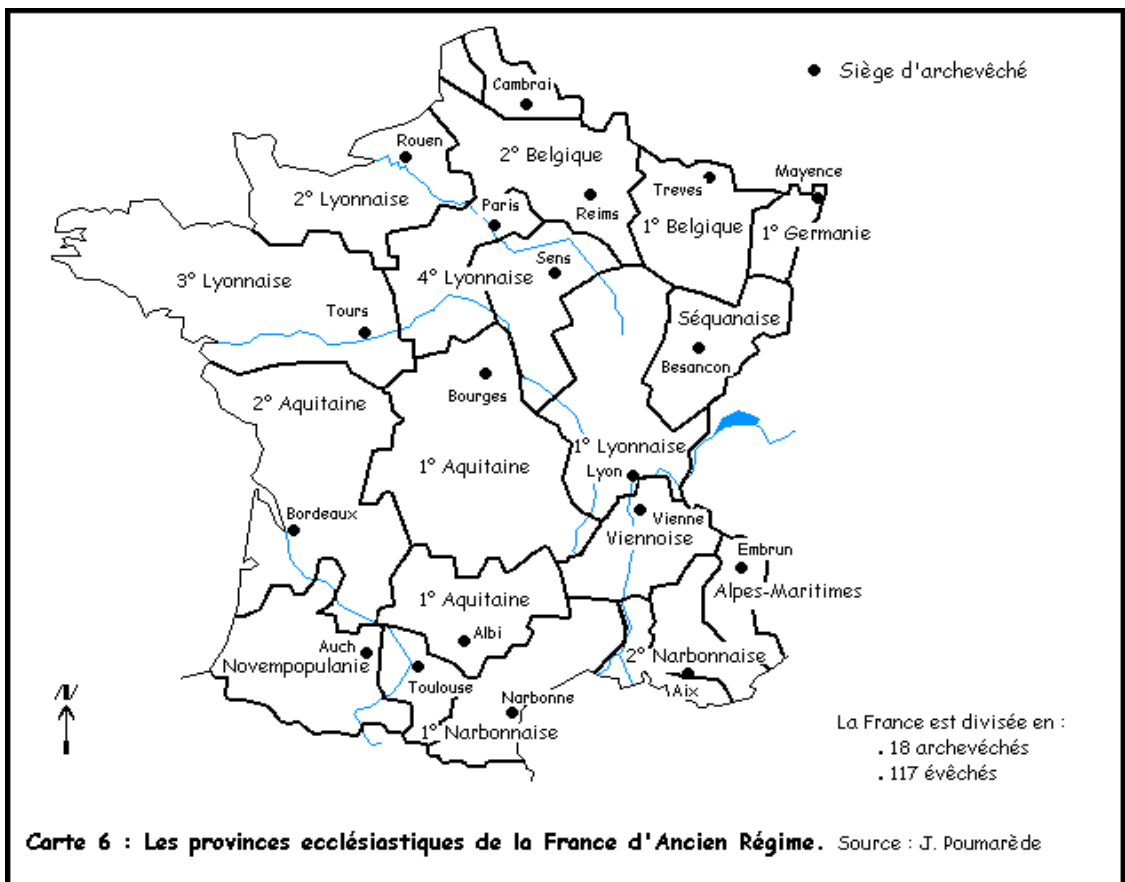 Siège d'archevêché
Cambrai
Rouen
2° Belgique
Mayence
Treves
2° Lyonnaise
Paris
Reims
1° Belgique
1° Germanie
Sens
3° Lyonnaise
4° Lyonnaise
Tours
Séquanaise
Besancon
Bourges
2° Aquitaine
1° Lyonnaise
1° Aquitaine
Lyon
Bordeaux
Vienne
Viennoise
Embrun
Alpes-Maritimes
1° Aquitaine
Albi
Auch
Novempopulanie
2° Narbonnaise
Toulouse
Aix
Narbonne
1° Narbonnaise
N
La France est divisée en :
. 18 archevéchés
. 117 évêchés
Carte 6 : Les provinces ecclésiastiques de la France d'Ancien Régime. Source : J. Poumarède